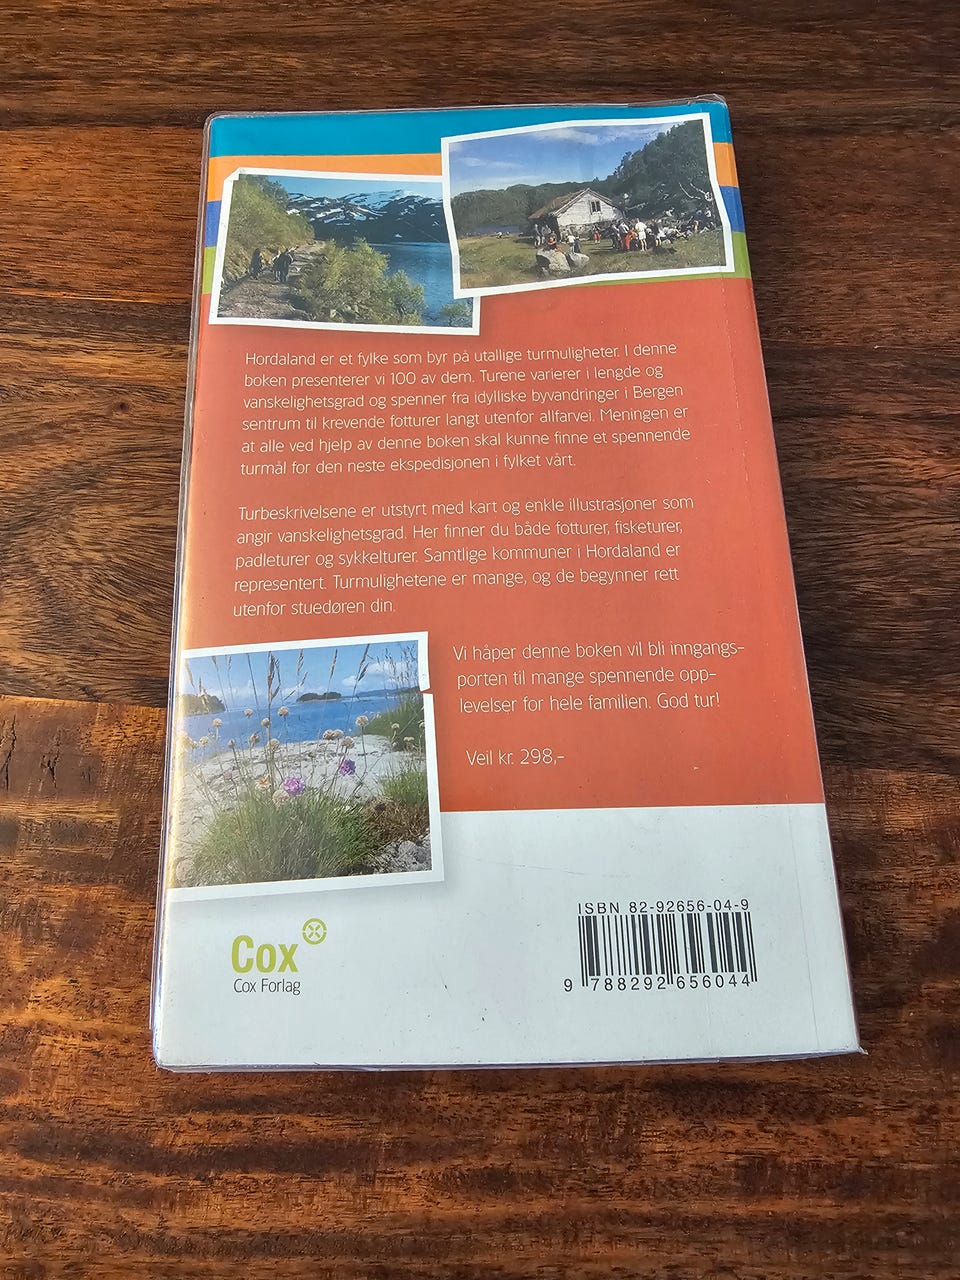 Hordaland er et fylke som byr på utallige turmuligheter. I denne
boken presenterer vi 100 av dem. Turene varierer i lengde og
vanskelighetsgrad og spenner fra idylliske byvandringer i Bergen
sentrum til krevende fotturer langt utenfor allfarvei. Meningen er
at alle ved hjelp av denne boken skal kunne finne et spennende
turmål for den neste ekspedisjonen i fylket vårt.
Turbeskrivelsene er utstyrt med kart og enkle illustrasjoner som
angir vanskelighetsgrad. Her finner du både fotturer, fisketurer,
padleturer og sykkelturer. Samtlige kommuner i Hordaland er
representert. Turmulighetene er mange, og de begynner rett
utenfor stuedøren din.
Vi håper denne boken vil bli inngangs-
porten til mange spennende opp-
levelser for hele familien. God tur!
Veil kr. 298,-
Cox
Cox Forlag
ISBN 82-92656-04-9
9 788292 656044